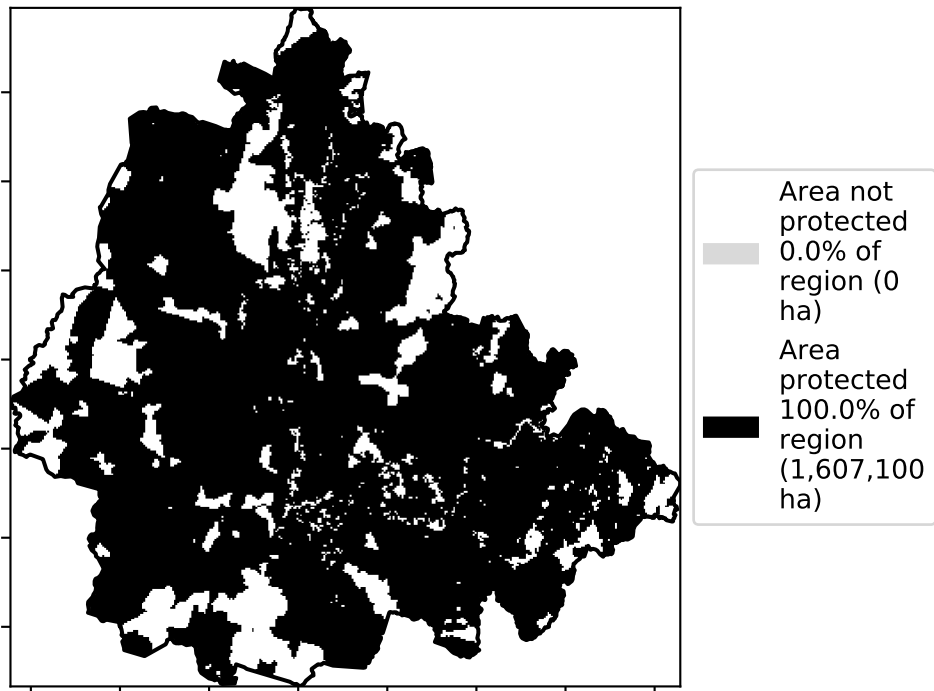 Area not
protected
0.0% of
region (0
ha)
Area
protected
100.0% of
region
(1,607,100
ha)